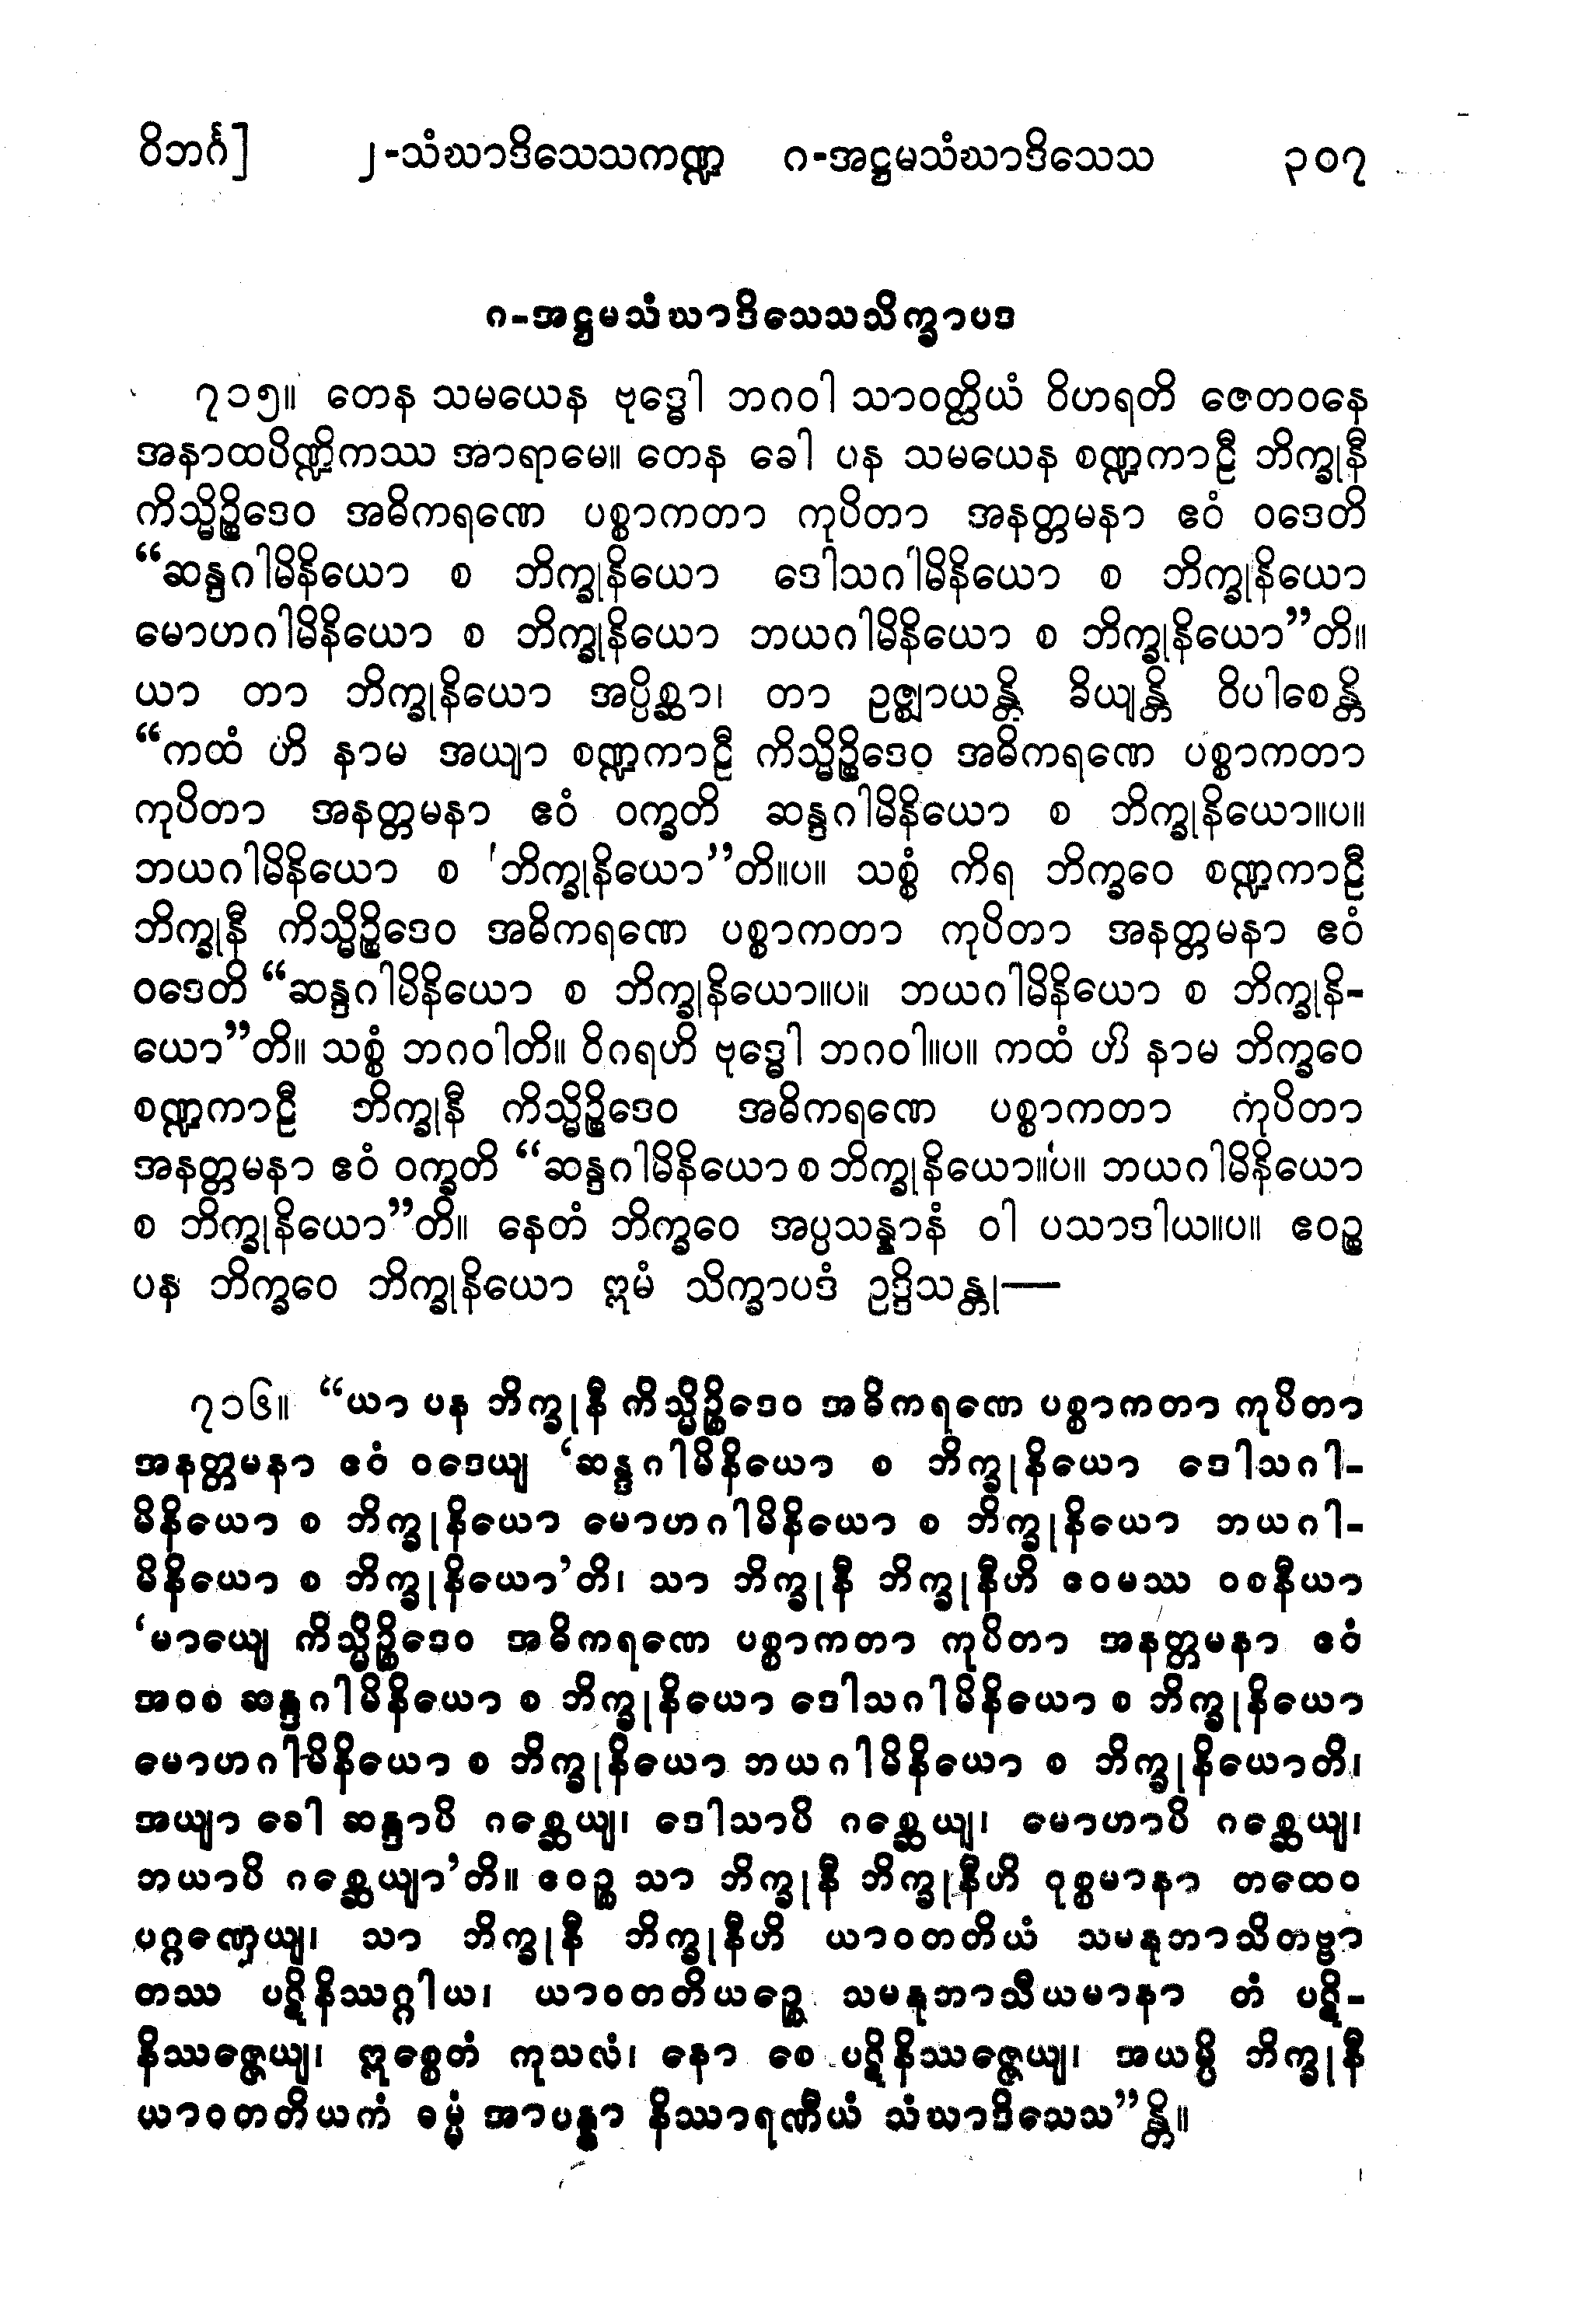 ဝိဘင်္ဂ] ၂-သံဃာဒိသေသကဏ္ဍ ဂ-အဋ္ဌမသံဃာဒိသေသ ၃၀၇
ဂ-အဋ္ဌမသံဃာဒိသေသသိက္ခာပဒ
၇၁၅။ တေန သမယေန ဗုဒ္ဓေါ ဘဂဝါ သာဝတ္ထိယံ ဝိဟရတိ ဇေတဝနေ
အနာထပိဏ္ဍိကဿ အာရာမေ။ တေန ခေါ ပန သမယေန စဏ္ဍကာဠီ ဘိက္ခုနီ
ကိသ္မိဉ္စိဒေဝ အဓိကရဏေ ပစ္စာကတာ ကုပိတာ အနတ္တမနာ ဧဝံ ဝဒေတိ
“ဆန္ဒဂါမိနိယော စ ဘိက္ခုနိယော ဒေါသဂါမိနိယော စ ဘိက္ခုနိယော
မောဟဂါမိနိယော စ ဘိက္ခုနိယော ဘယဂါမိနိယော စ ဘိက္ခုနိယော”တိ။
ယာ တာ ဘိက္ခုနိယော အပ္ပိစ္ဆာ၊ တာ ဥဇ္ဈာယန္တိ ခိယျန္တိ ဝိပါစေန္တိ
“ကထံ ဟိ နာမ အယျာ စဏ္ဍကာဠီ ကိသ္မိဉ္စိဒေဝ အဓိကရဏေ ပစ္စာကတာ
ကုပိတာ အနတ္တမနာ ဧဝံ ဝက္ခတိ ဆန္ဒဂါမိနိယော စ ဘိက္ခုနိယော။ပ။
ဘယဂါမိနိယော စ 'ဘိက္ခုနိယော”တိ။ပ။ သစ္စံ ကိရ ဘိက္ခဝေ စဏ္ဍကာဠီ
ဘိက္ခုနီ ကိသ္မိဉ္စိဒေဝ အဓိကရဏေ ပစ္စာကတာ ကုပိတာ အနတ္တမနာ ဧဝံ
ဝဒေတိ “ဆန္ဒဂါမိနိယော စ ဘိက္ခုနိယော။ပ။ ဘယဂါမိနိယော စ ဘိက္ခုနိ-
ယော”တိ။ သစ္စံ ဘဂဝါတိ။ ဝိဂရဟိ ဗုဒ္ဓေါ ဘဂဝါ။ပ။ ကထံ ဟိ နာမ ဘိက္ခဝေ
စဏ္ဍကာဠီ ဘိက္ခုနီ ကိသ္မိဉ္စိဒေဝ အဓိကရဏေ ပစ္စာကတာ ကုပိတာ
အနတ္တမနာ ဧဝံ ဝက္ခတိ “ဆန္ဒဂါမိနိယော စ ဘိက္ခုနိယော။ပ။ ဘယဂါမိနိယော
စ ဘိက္ခုနိယော”တိ။ နေတံ ဘိက္ခဝေ အပ္ပသန္နာနံ ဝါ ပသာဒါယ။ပ။ ဧဝဉ္စ
ပန ဘိက္ခဝေ ဘိက္ခုနိယော ဣမံ သိက္ခာပဒံ ဥဒ္ဒိသန္တု—
၇၁၆။ “ယာ ပန ဘိက္ခုနီ ကိသ္မိဉ္စိဒေဝ အဓိကရဏေ ပစ္စာကတာ ကုပိတာ
အနတ္တမနာ ဧဝံ ဝဒေယျ ‘ဆန္ဒဂါမိနိယော စ ဘိက္ခုနိယော ဒေါသဂါ-
မိနိယော စ ဘိက္ခုနိယော မောဟဂါမိနိယော စ ဘိက္ခုနိယော ဘယဂါ-
မိနိယော စ ဘိက္ခုနိယော’တိ၊ သာ ဘိက္ခုနီ ဘိက္ခုနီဟိ ဧဝမဿ ဝစနီယာ
‘မာယျေ ကိသ္မိဉ္စိဒေဝ အဓိကရဏေ ပစ္စာကတာ ကုပိတာ အနတ္တမနာ ဧဝံ
အဝစ ဆန္ဒဂါမိနိယော စ ဘိက္ခုနိယော ဒေါသဂါမိနိယော စ ဘိက္ခုနိယော
မောဟဂါမိနိယော စ ဘိက္ခုနိယော ဘယဂါမိနိယော စ ဘိက္ခုနိယောတိ၊
အယျာ ခေါ ဆန္ဒာပိ ဂစ္ဆေယျ၊ ဒေါသာပိ ဂစ္ဆေယျ၊ မောဟာပိ ဂစ္ဆေယျ၊
ဘယာပိ ဂစ္ဆေယျာ’တိ။ ဧဝဉ္စ သာ ဘိက္ခုနီ ဘိက္ခုနီဟိ ဝုစ္စမာနာ တထေဝ
ပဂ္ဂဏှေယျ၊ သာ ဘိက္ခုနီ ဘိက္ခုနီဟိ ယာဝတတိယံ သမနုဘာသိတဗ္ဗာ
တဿ ပဋိနိဿဂ္ဂါယ၊ ယာဝတတိယဉ္စေ သမနုဘာသီယမာနာ တံ ပဋိ-
နိဿဇ္ဇေယျ၊ ဣစ္စေတံ ကုသလံ၊ နော စေ ပဋိနိဿဇ္ဇေယျ၊ အယမ္ပိ ဘိက္ခုနီ
ယာဝတတိယကံ ဓမ္မံ အာပန္နာ နိဿာရဏီယံ သံဃာဒိသေသ”န္တိ။